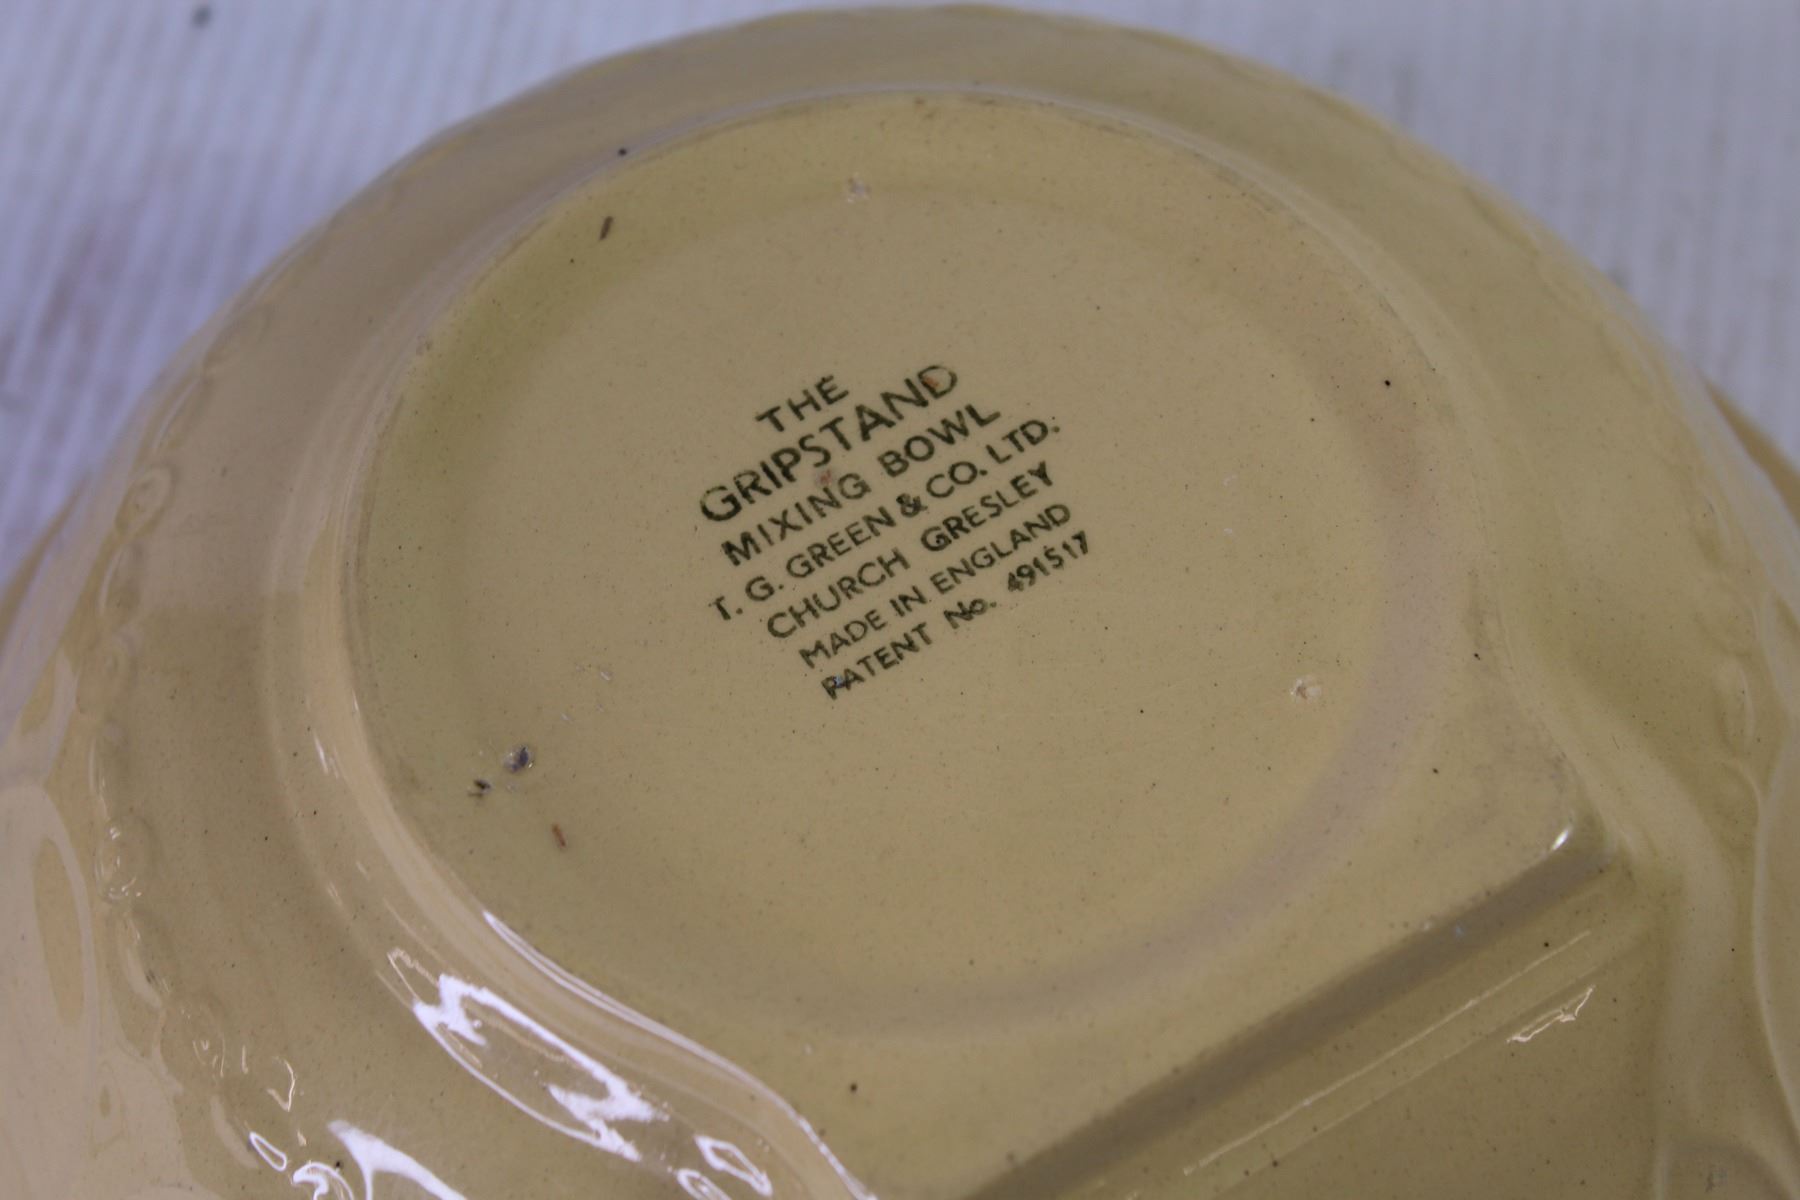 THE
GRIPSTAND
MIXING BOWL
T. G. GREEN & CO. LTD.
CHURCH GRESLEY
MADE IN ENGLAND
PATENT No. 491517